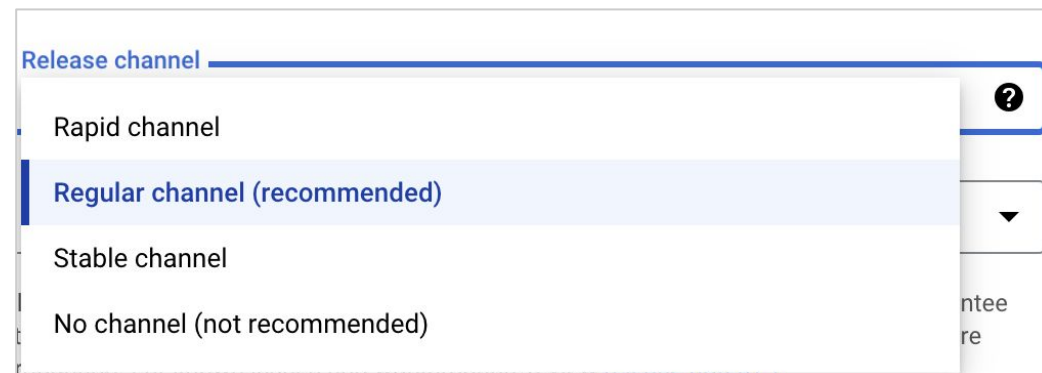 Release channel
Rapid channel
Regular channel (recommended)
Stable channel
No channel (not recommended)
ntee
re